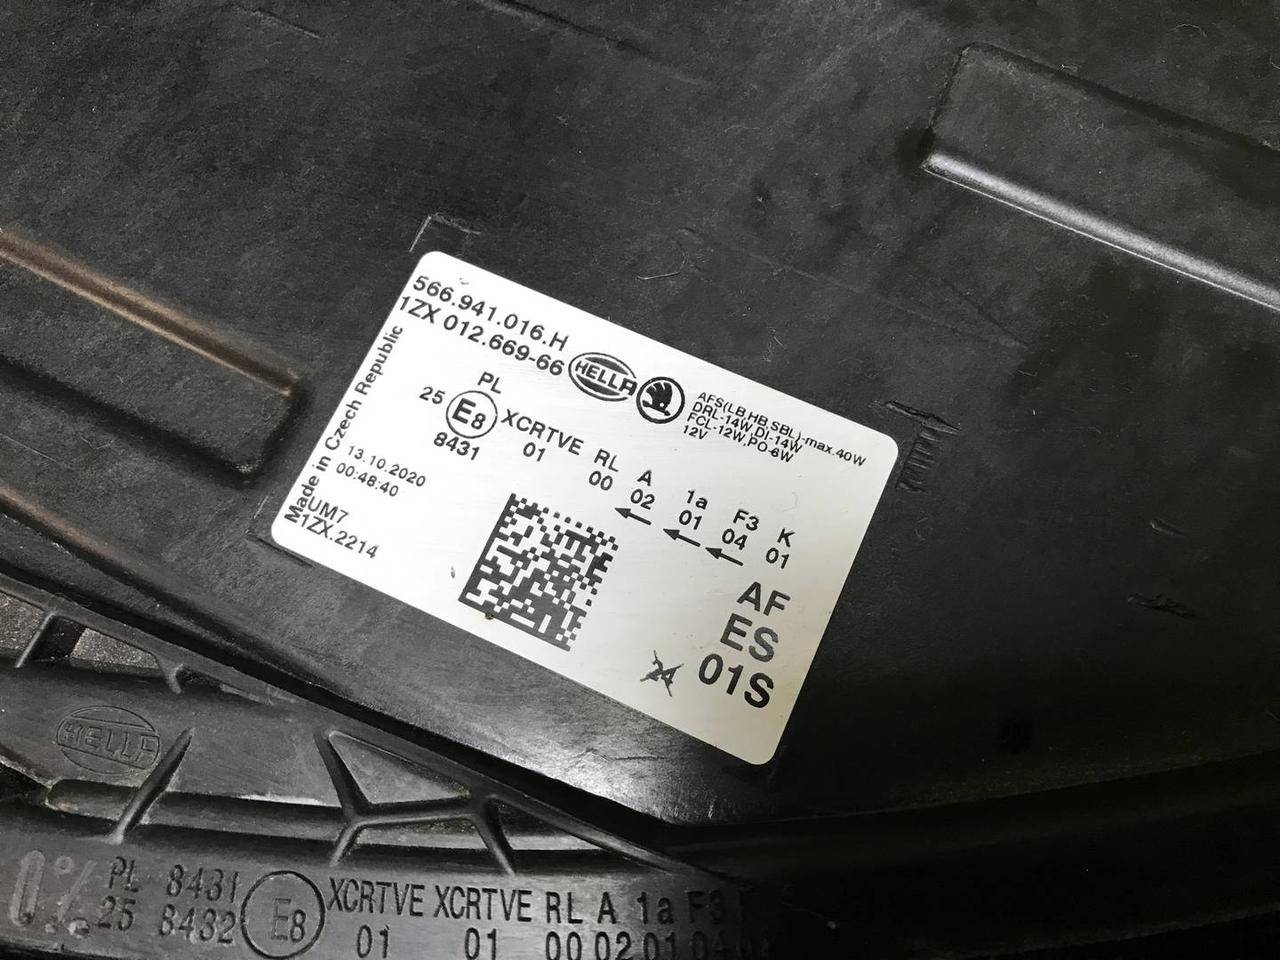 566.941.016.H
1ZX 012.669-66
HELLA
AFS(LB,HB,SBL)-max.40W
DRL-14W,DI-14W
FCL-12W,PO-6W
12V
Made in Czech Republic
PL
25 E8 XCRTVE RL A 1a F3 K
8431 01 00 02 01 04 01
13.10.2020
00:48:40
UM7
1ZX.2214
AF
ES
01S
24
HELLA
0% PL 8431 E8 XCRTVE XCRTVE RL A 1a F3
25 8432 01 01 00 02 01 04